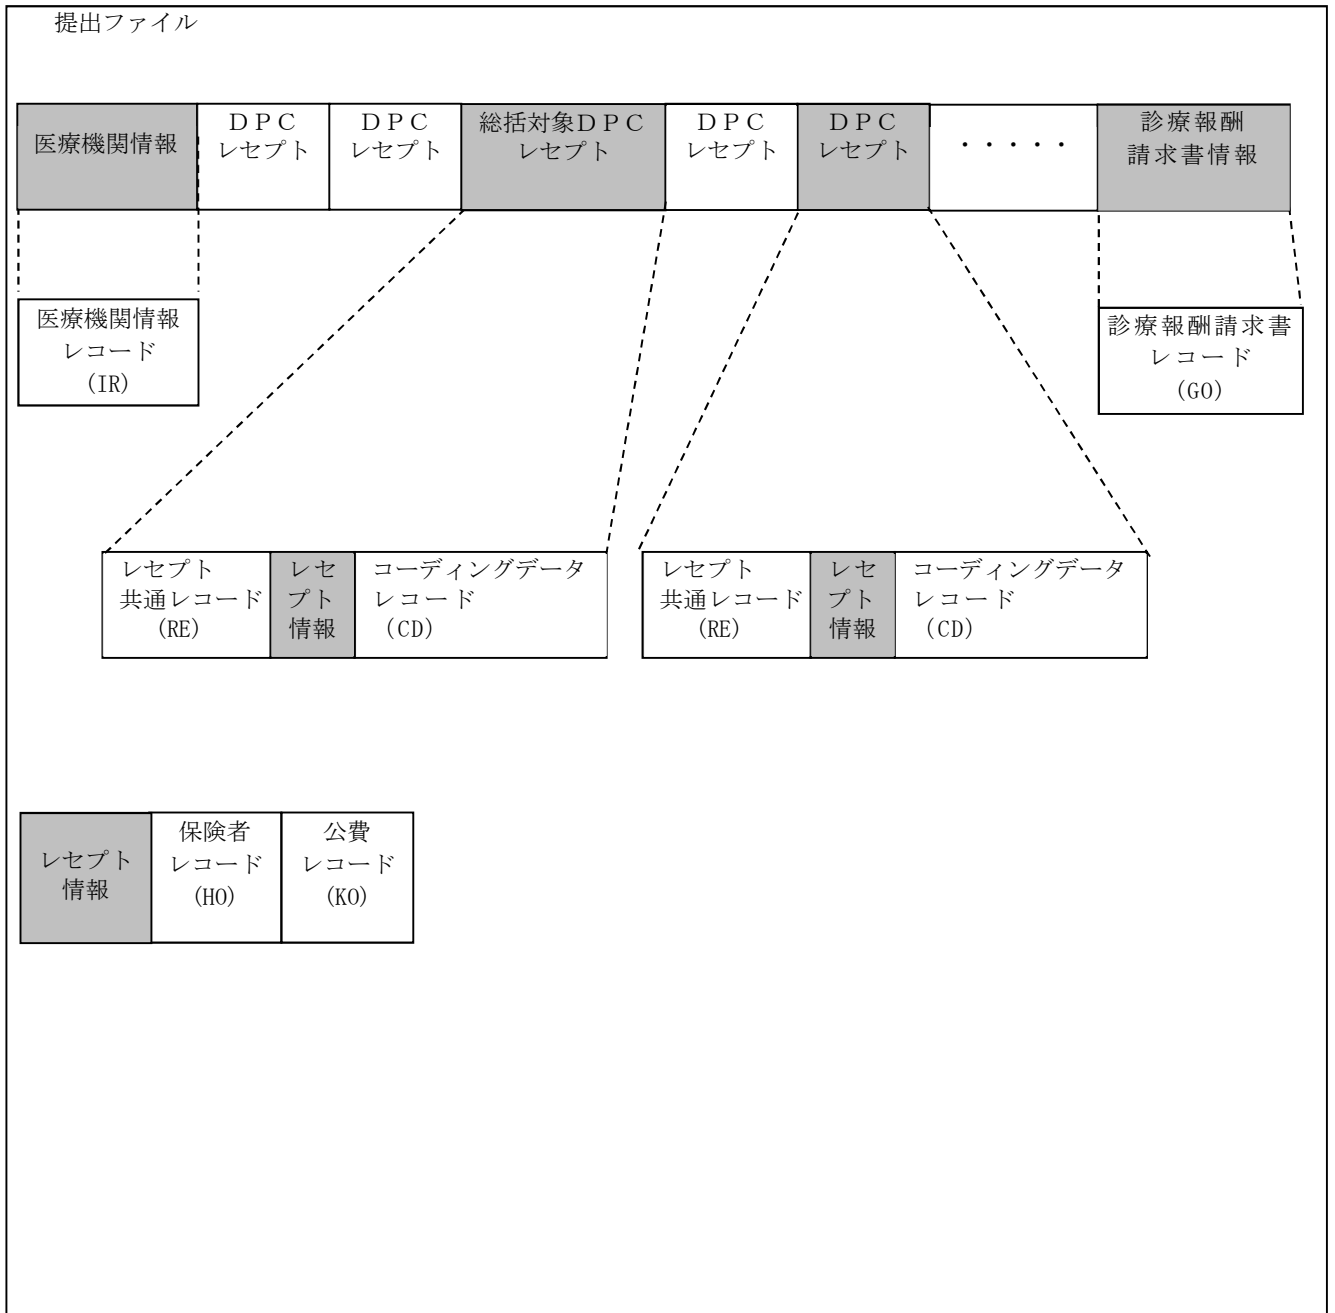 提出ファイル
医療機関情報
ＤＰＣ
レセプト
ＤＰＣ
レセプト
総括対象ＤＰＣ
レセプト
ＤＰＣ
レセプト
ＤＰＣ
レセプト
・・・・・
診療報酬
請求書情報
医療機関情報
レコード
(IR)
診療報酬請求書
レコード
(GO)
レセプト
共通レコード
(RE)
レセ
プト
情報
コーディングデータ
レコード
(CD)
レセプト
共通レコード
(RE)
レセ
プト
情報
コーディングデータ
レコード
(CD)
レセプト
情報
保険者
レコード
(HO)
公費
レコード
(KO)